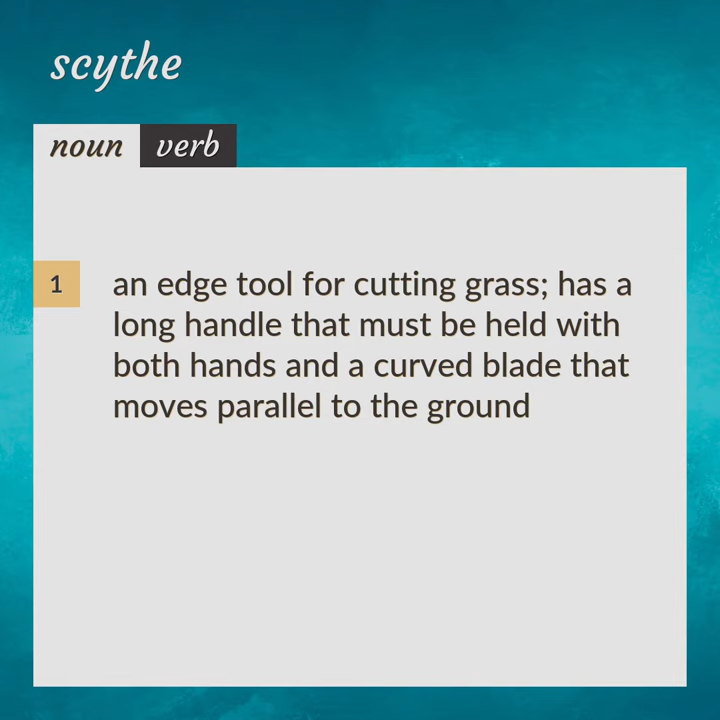 scythe
noun verb
1 an edge tool for cutting grass; has a
long handle that must be held with
both hands and a curved blade that
moves parallel to the ground